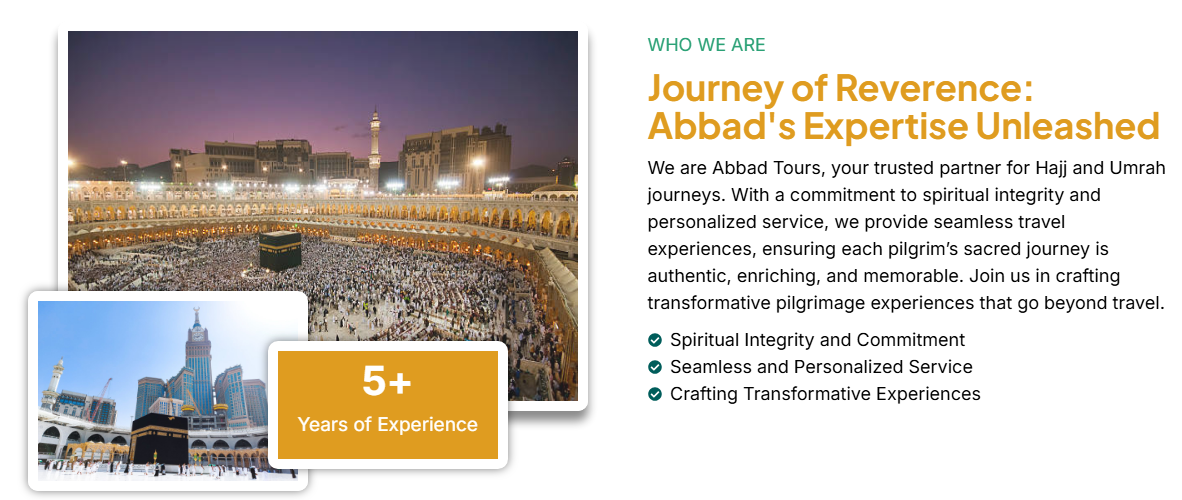 WHO WE ARE
Journey of Reverence:
Abbad's Expertise Unleashed
We are Abbad Tours, your trusted partner for Hajj and Umrah
journeys. With a commitment to spiritual integrity and
personalized service, we provide seamless travel
experiences, ensuring each pilgrim’s sacred journey is
authentic, enriching, and memorable. Join us in crafting
transformative pilgrimage experiences that go beyond travel.
Spiritual Integrity and Commitment
Seamless and Personalized Service
Crafting Transformative Experiences
5+
Years of Experience